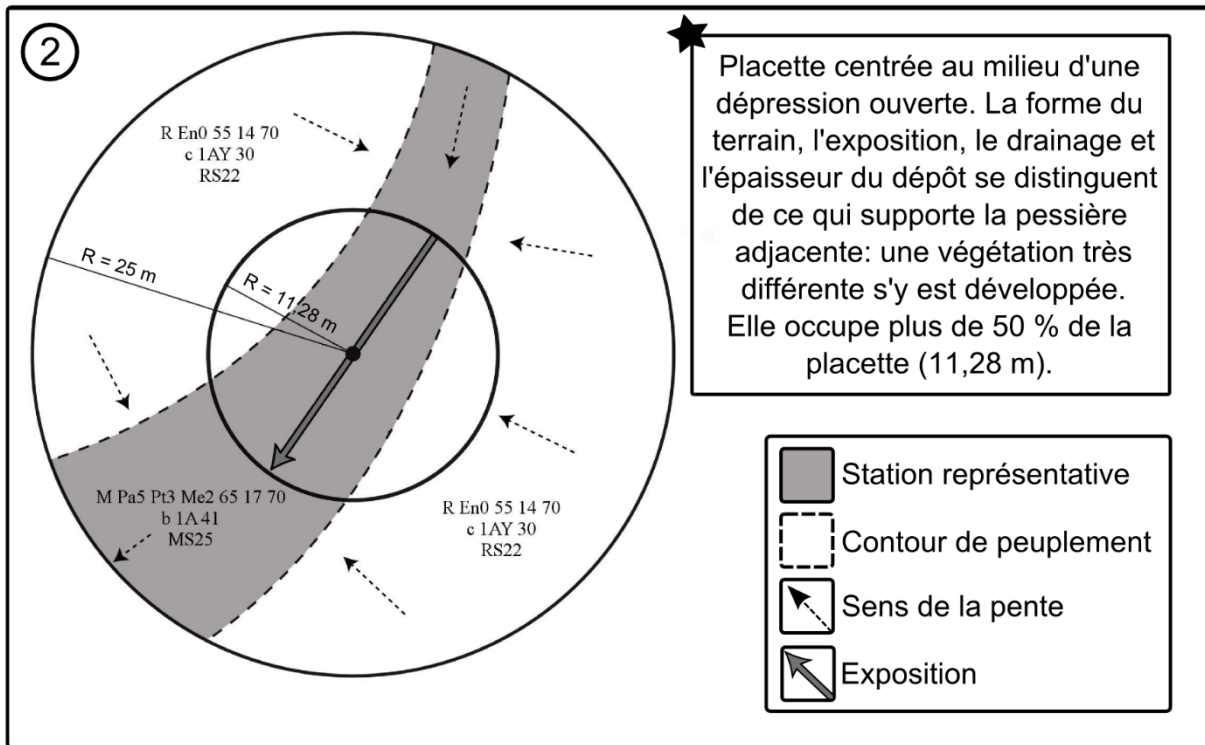 2
R En0 55 14 70
c 1AY 30
RS22
R = 25 m
R = 11,28 m
M Pa5 Pt3 Me2 65 17 70
b 1A 41
MS25
R En0 55 14 70
c 1AY 30
RS22
Placette centrée au milieu d'une
dépression ouverte. La forme du
terrain, l'exposition, le drainage et
l'épaisseur du dépôt se distinguent
de ce qui supporte la pessière
adjacente: une végétation très
différente s'y est développée.
Elle occupe plus de 50 % de la
placette (11,28 m).
Station représentative
Contour de peuplement
Sens de la pente
Exposition